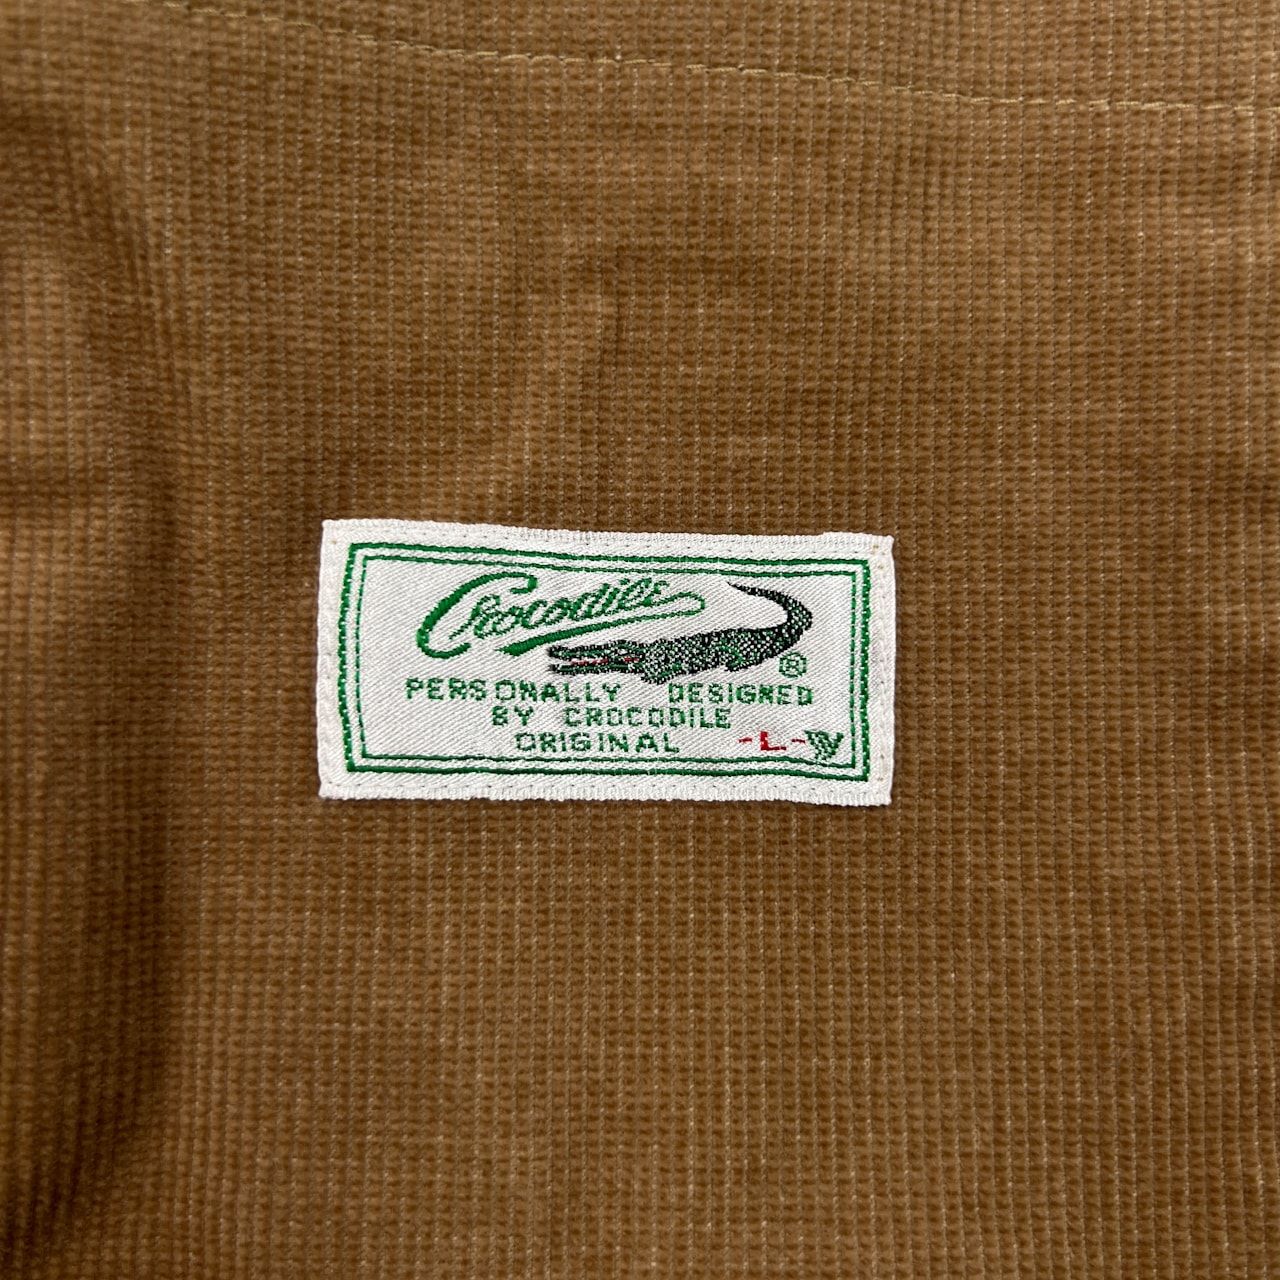 Crocodile
®
PERSONALLY DESIGNED
BY CROCODILE
ORIGINAL -L-